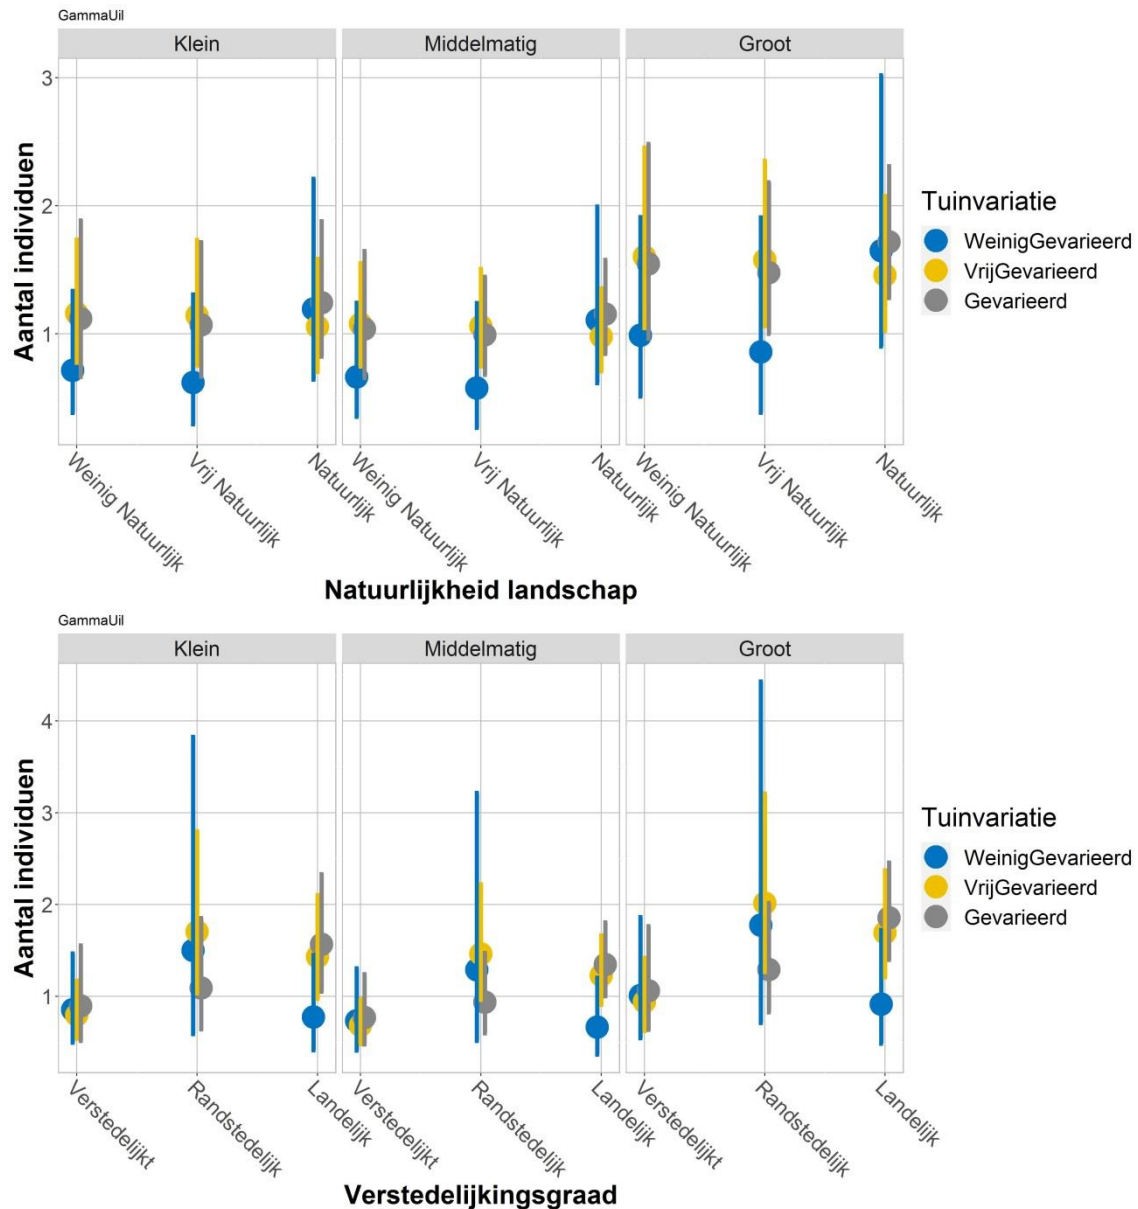 GammaUil
Klein Middelmatig Groot
3
2
1
Aantal individuen
Weinig Natuurlijk Vrij Natuurlijk Natuurlijk Weinig Natuurlijk Vrij Natuurlijk Natuurlijk Weinig Natuurlijk Vrij Natuurlijk Natuurlijk
Natuurlijkheid landschap
Tuinvariatie
WeinigGevarieerd
VrijGevarieerd
Gevarieerd
GammaUil
Klein Middelmatig Groot
4
3
2
1
Aantal individuen
Verstedelijkt Randstedelijk Landelijk Verstedelijkt Randstedelijk Landelijk Verstedelijkt Randstedelijk Landelijk
Verstedelijkingsgraad
Tuinvariatie
WeinigGevarieerd
VrijGevarieerd
Gevarieerd